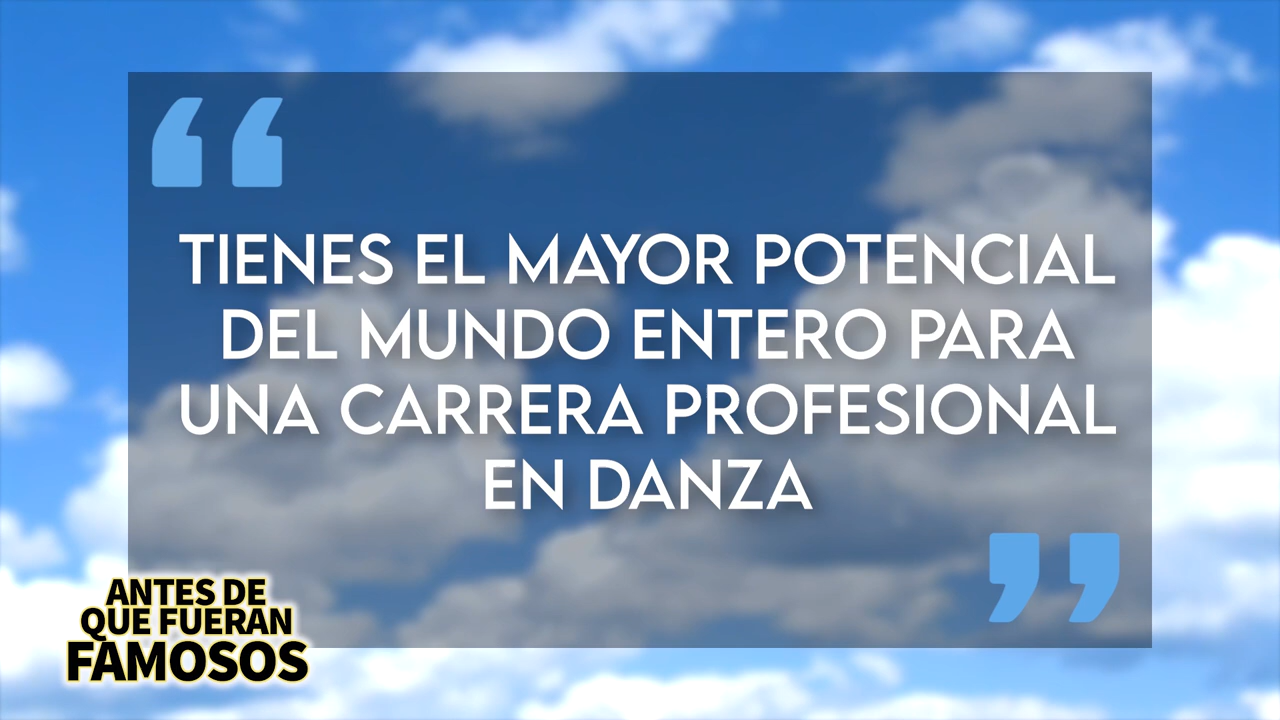 “
TIENES EL MAYOR POTENCIAL
DEL MUNDO ENTERO PARA
UNA CARRERA PROFESIONAL
EN DANZA
”
ANTES DE
QUE FUERAN
FAMOSOS